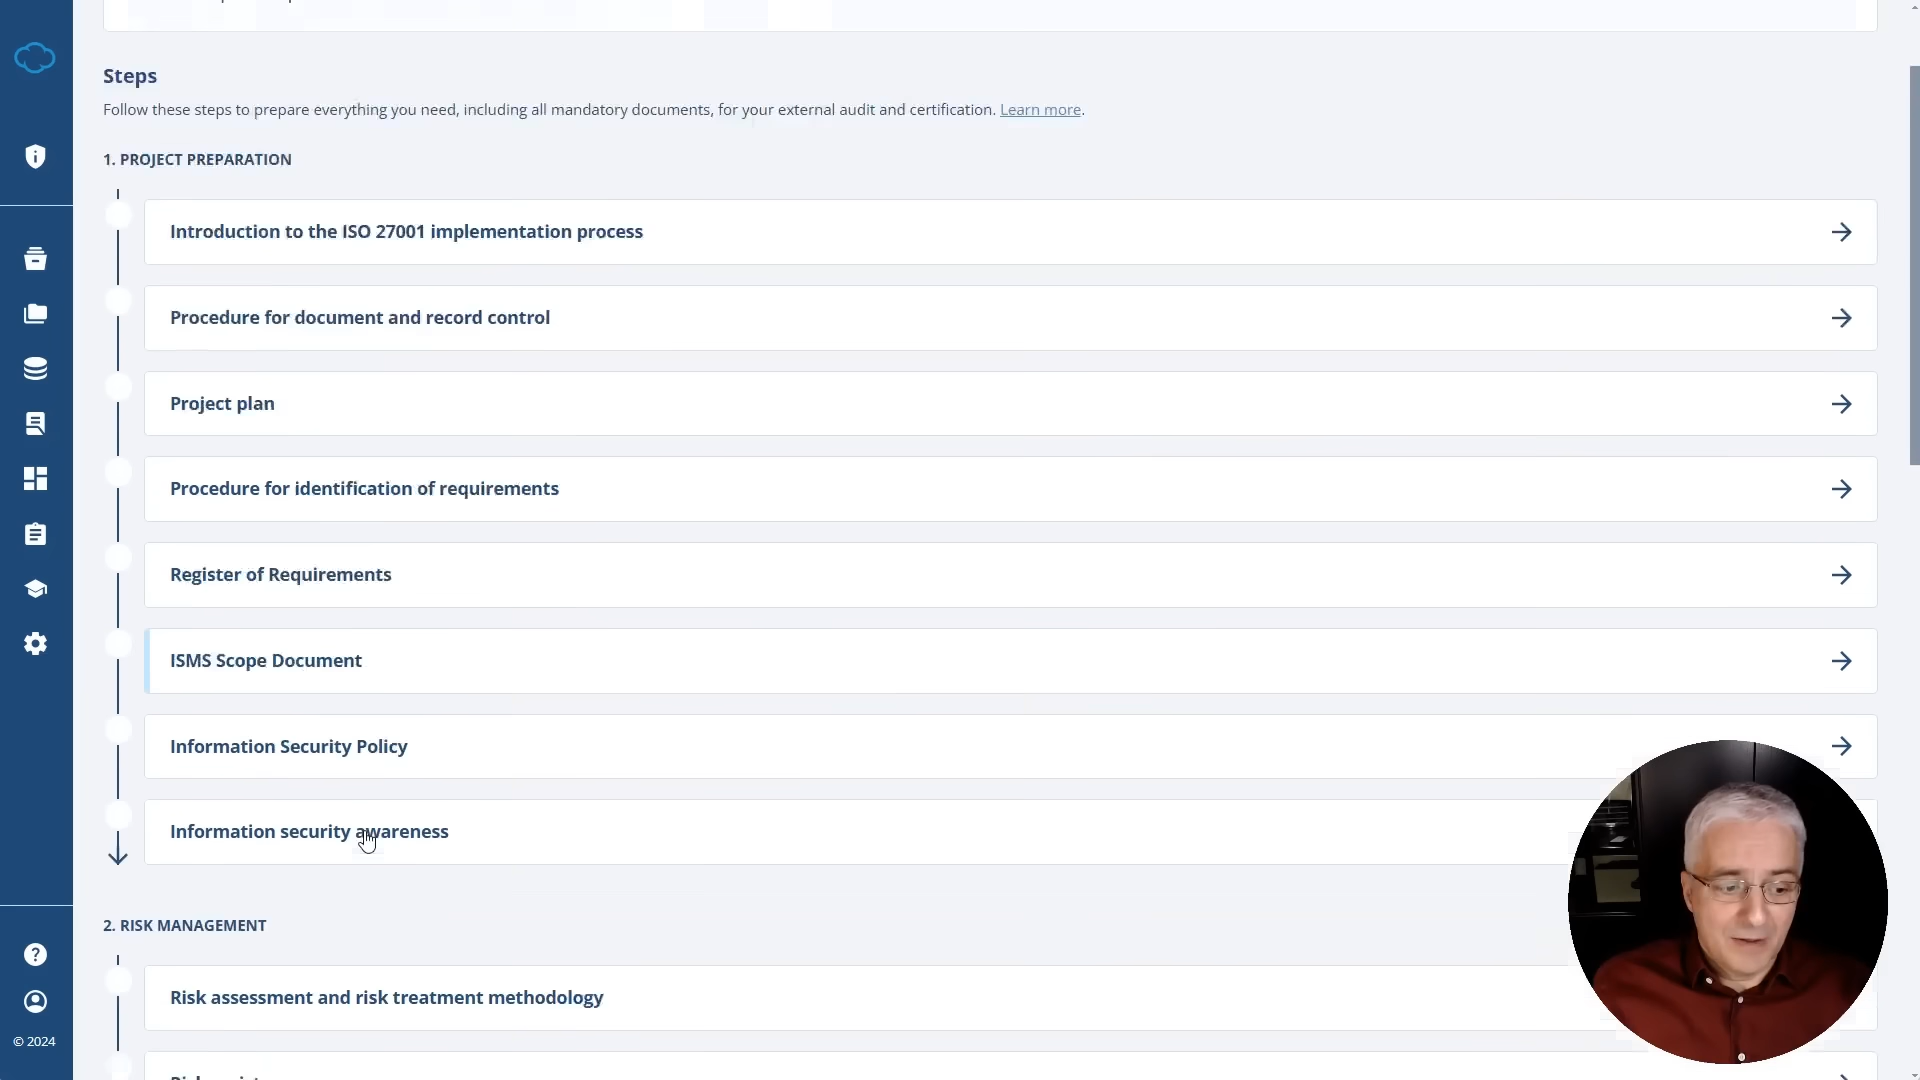 Steps
Follow these steps to prepare everything you need, including all mandatory documents, for your external audit and certification. Learn more.
1. PROJECT PREPARATION
Introduction to the ISO 27001 implementation process
Procedure for document and record control
Project plan
Procedure for identification of requirements
Register of Requirements
ISMS Scope Document
Information Security Policy
Information security awareness
2. RISK MANAGEMENT
Risk assessment and risk treatment methodology
© 2024